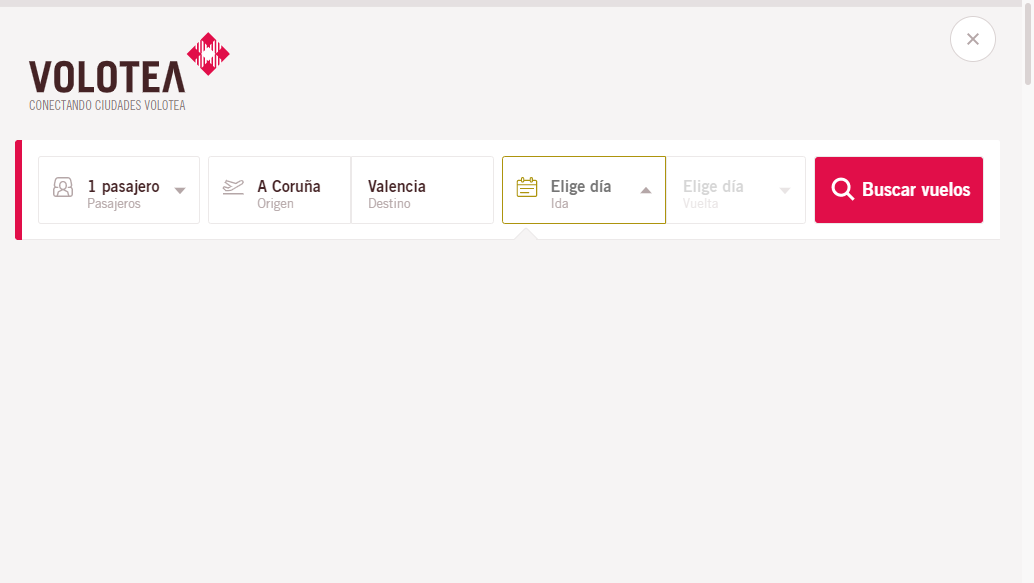 VOLOTEA
CONECTANDO CIUDADES VOLOTEA
1 pasajero
Pasajeros
A Coruña
Origen
Valencia
Destino
Elige día
Ida
Elige día
Vuelta
Buscar vuelos